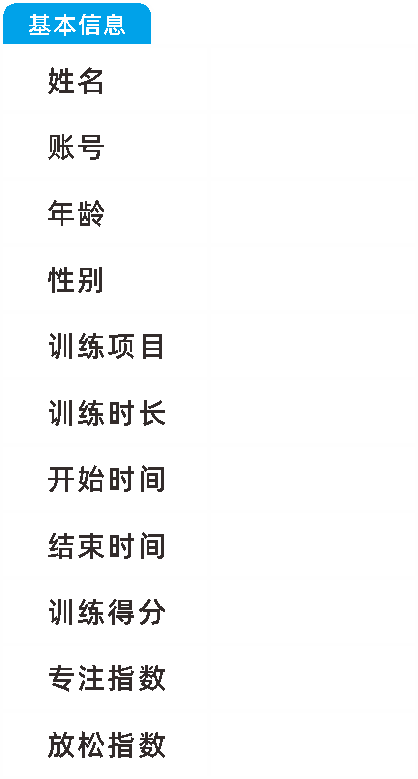 基本信息
姓名
账号
年龄
性别
训练项目
训练时长
开始时间
结束时间
训练得分
专注指数
放松指数